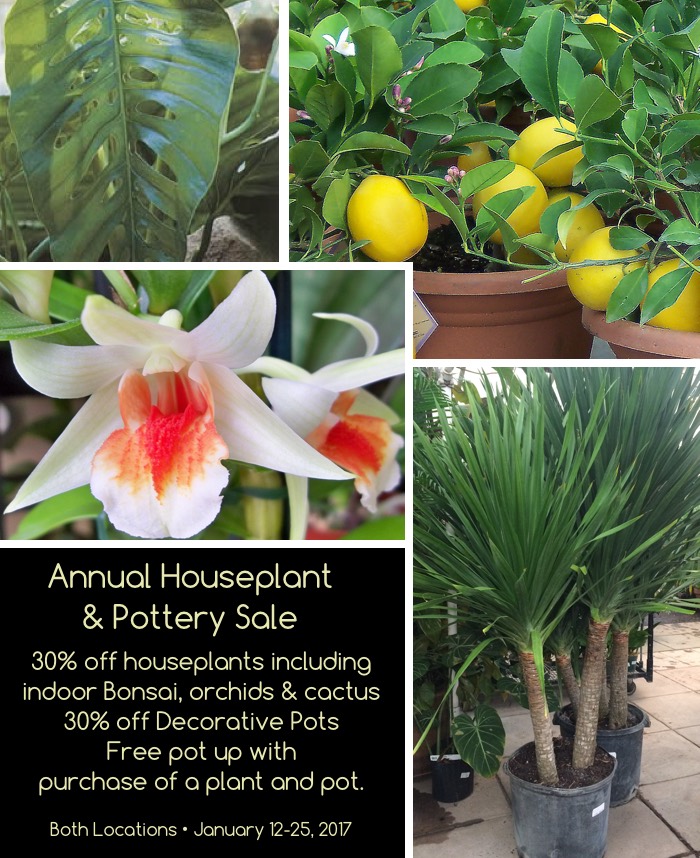 Annual Houseplant
& Pottery Sale
30% off houseplants including
indoor Bonsai, orchids & cactus
30% off Decorative Pots
Free pot up with
purchase of a plant and pot.
Both Locations • January 12-25, 2017